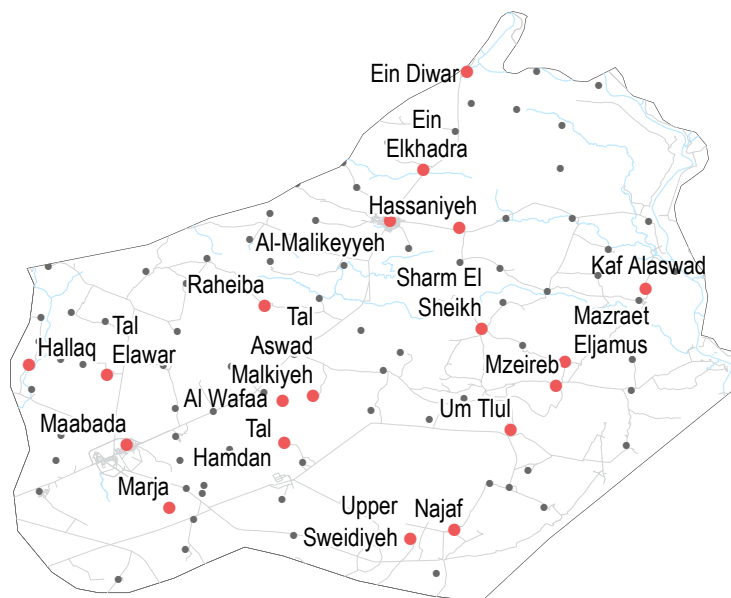 Ein Diwar
Ein
Elkhadra
Hassaniyeh
Al-Malikeyyeh
Sharm El
Sheikh
Kaf Alaswad
Raheiba
Tal
Aswad
Malkiyeh
Mazraet
Eljamus
Tal
Elawar
Hallaq
Mzeireb
Al Wafaa
Um Tlul
Maabada
Tal
Hamdan
Marja
Upper
Sweidiyeh
Najaf